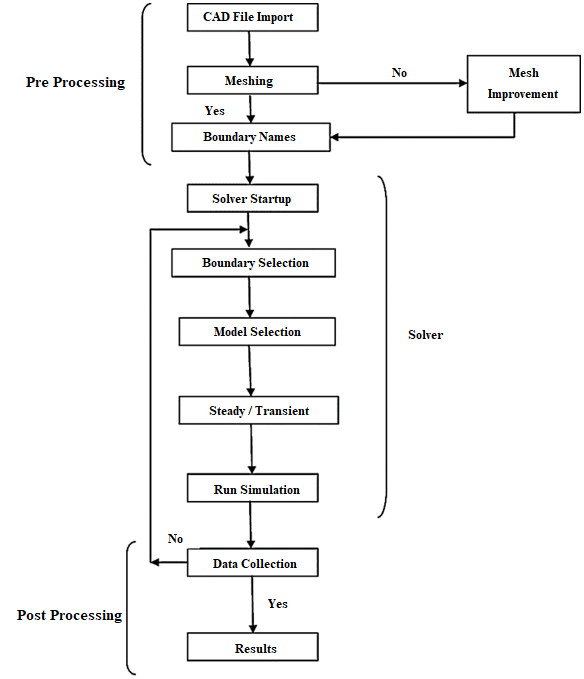 CAD File Import
Pre Processing
Meshing
No
Mesh
Improvement
Yes
Boundary Names
Solver Startup
Boundary Selection
Model Selection
Solver
Steady / Transient
Run Simulation
No
Data Collection
Yes
Post Processing
Results